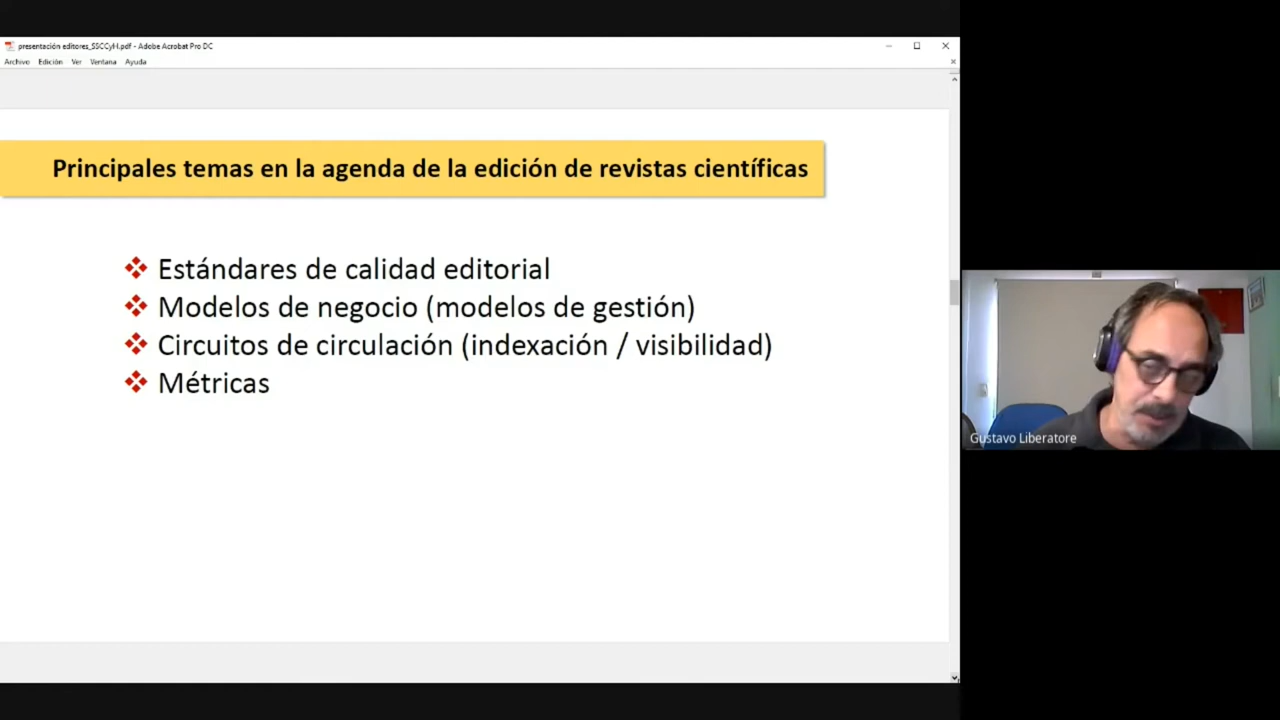 presentación editores_SSCCyH.pdf - Adobe Acrobat Pro DC
Archivo Edición Ver Ventana Ayuda
Principales temas en la agenda de la edición de revistas científicas
Estándares de calidad editorial
Modelos de negocio (modelos de gestión)
Circuitos de circulación (indexación / visibilidad)
Métricas
Gustavo Liberatore